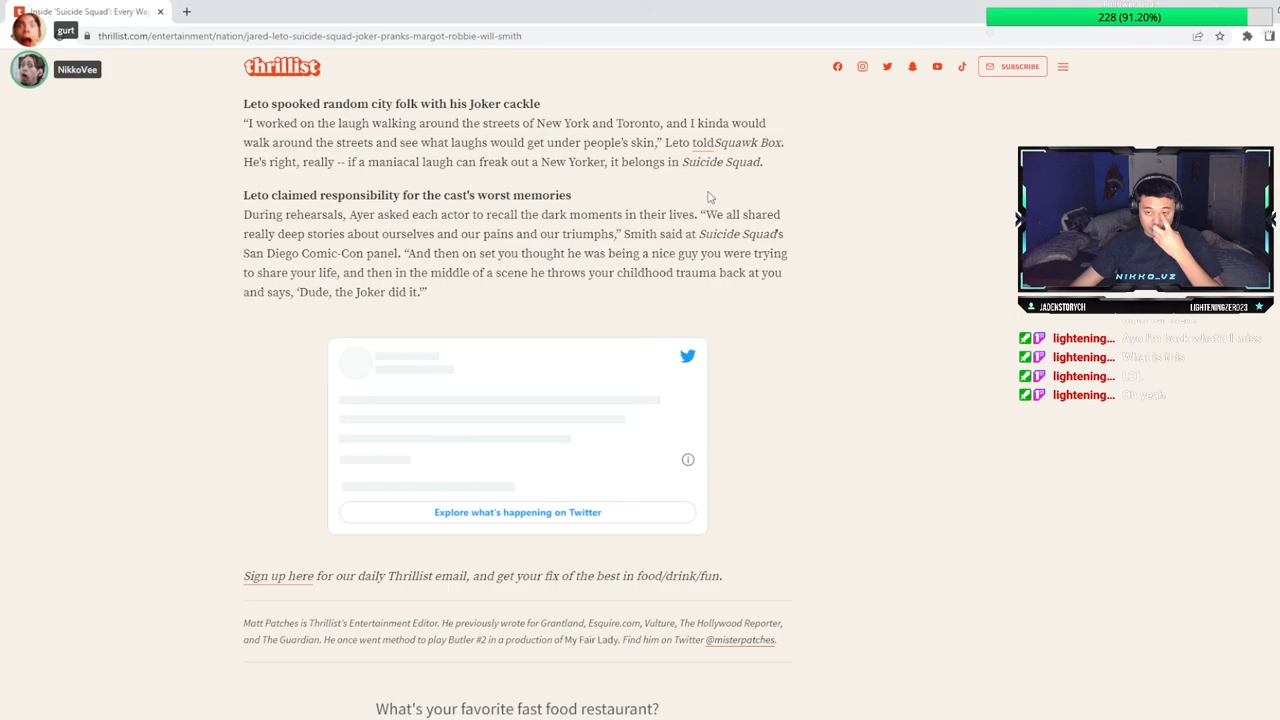 Inside 'Suicide Squad': Every Wa
228 (91.20%)
gurt
thrillist.com/entertainment/nation/jared-leto-suicide-squad-joker-pranks-margot-robbie-will-smith
NikkoVee
thrillist
SUBSCRIBE
Leto spooked random city folk with his Joker cackle
“I worked on the laugh walking around the streets of New York and Toronto, and I kinda would
walk around the streets and see what laughs would get under people’s skin,” Leto toldSquawk Box.
He's right, really -- if a maniacal laugh can freak out a New Yorker, it belongs in Suicide Squad.
Leto claimed responsibility for the cast's worst memories
During rehearsals, Ayer asked each actor to recall the dark moments in their lives. “We all shared
really deep stories about ourselves and our pains and our triumphs,” Smith said at Suicide Squad's
San Diego Comic-Con panel. “And then on set you thought he was being a nice guy you were trying
to share your life, and then in the middle of a scene he throws your childhood trauma back at you
and says, ‘Dude, the Joker did it.’”
NIKKO_VZ
JADENSTORYCH
LIGHTENINGZERO23
lightening... Ayo I'm back what'd I miss
lightening... What is this
lightening... LOL
lightening... Oh yeah
Explore what’s happening on Twitter
Sign up here for our daily Thrillist email, and get your fix of the best in food/drink/fun.
Matt Patches is Thrillist’s Entertainment Editor. He previously wrote for Grantland, Esquire.com, Vulture, The Hollywood Reporter,
and The Guardian. He once went method to play Butler #2 in a production of My Fair Lady. Find him on Twitter @misterpatches.
What's your favorite fast food restaurant?